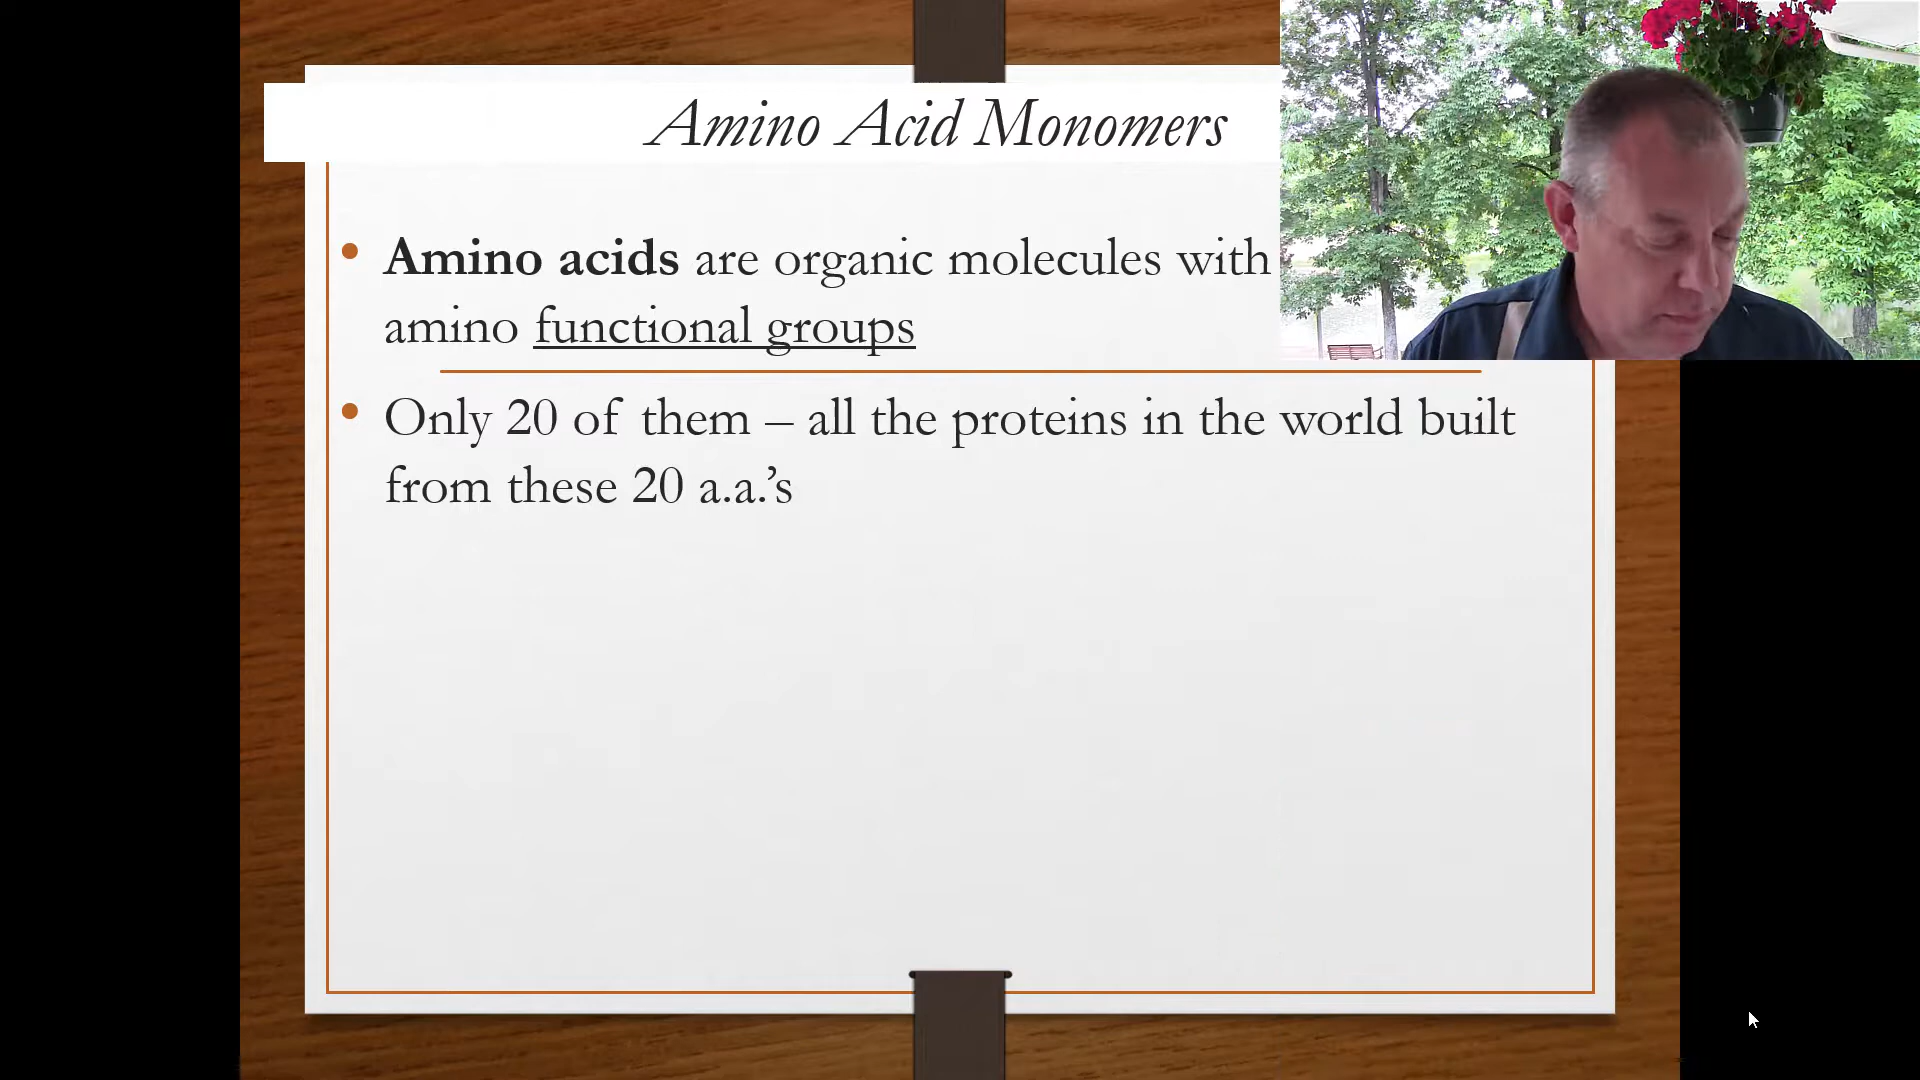 Amino Acid Monomers
Amino acids are organic molecules with
amino functional groups
Only 20 of them – all the proteins in the world built
from these 20 a.a.’s